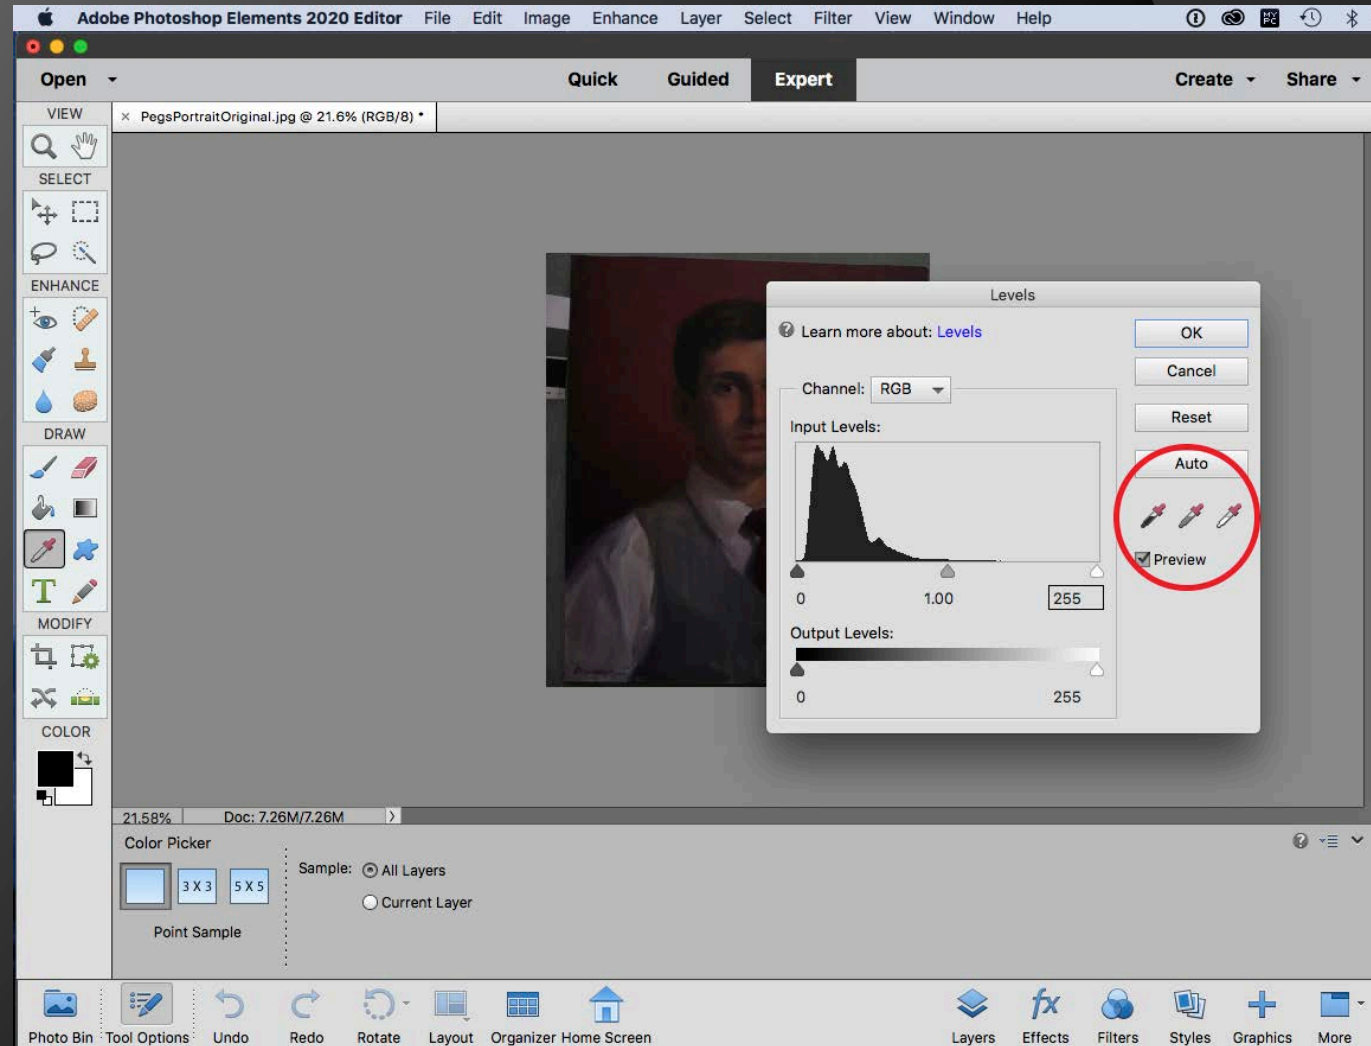 Adobe Photoshop Elements 2020 Editor File Edit Image Enhance Layer Select Filter View Window Help
Open Quick Guided Expert Create Share
VIEW
× PegsPortraitOriginal.jpg @ 21.6% (RGB/8) *
SELECT
ENHANCE
DRAW
T
MODIFY
COLOR
Levels
Learn more about: Levels
OK
Cancel
Channel: RGB
Reset
Input Levels:
Auto
Preview
0 1.00 255
Output Levels:
0 255
21.58% Doc: 7.26M/7.26M >
Color Picker
3 X 3 5 X 5
Sample: All Layers
Current Layer
Point Sample
Photo Bin Tool Options Undo Redo Rotate Layout Organizer Home Screen Layers Effects Filters Styles Graphics More